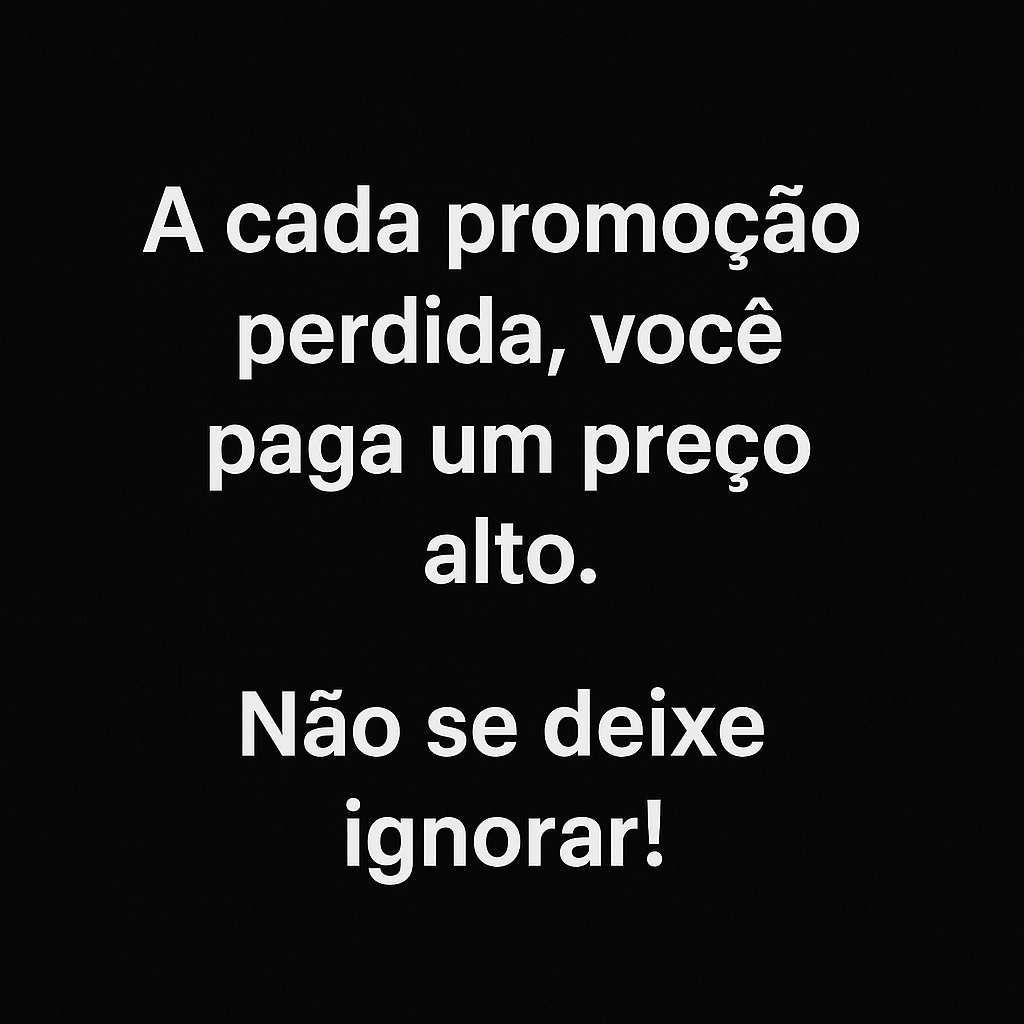 A cada promoção
perdida, você
paga um preço
alto.
Não se deixe
ignorar!